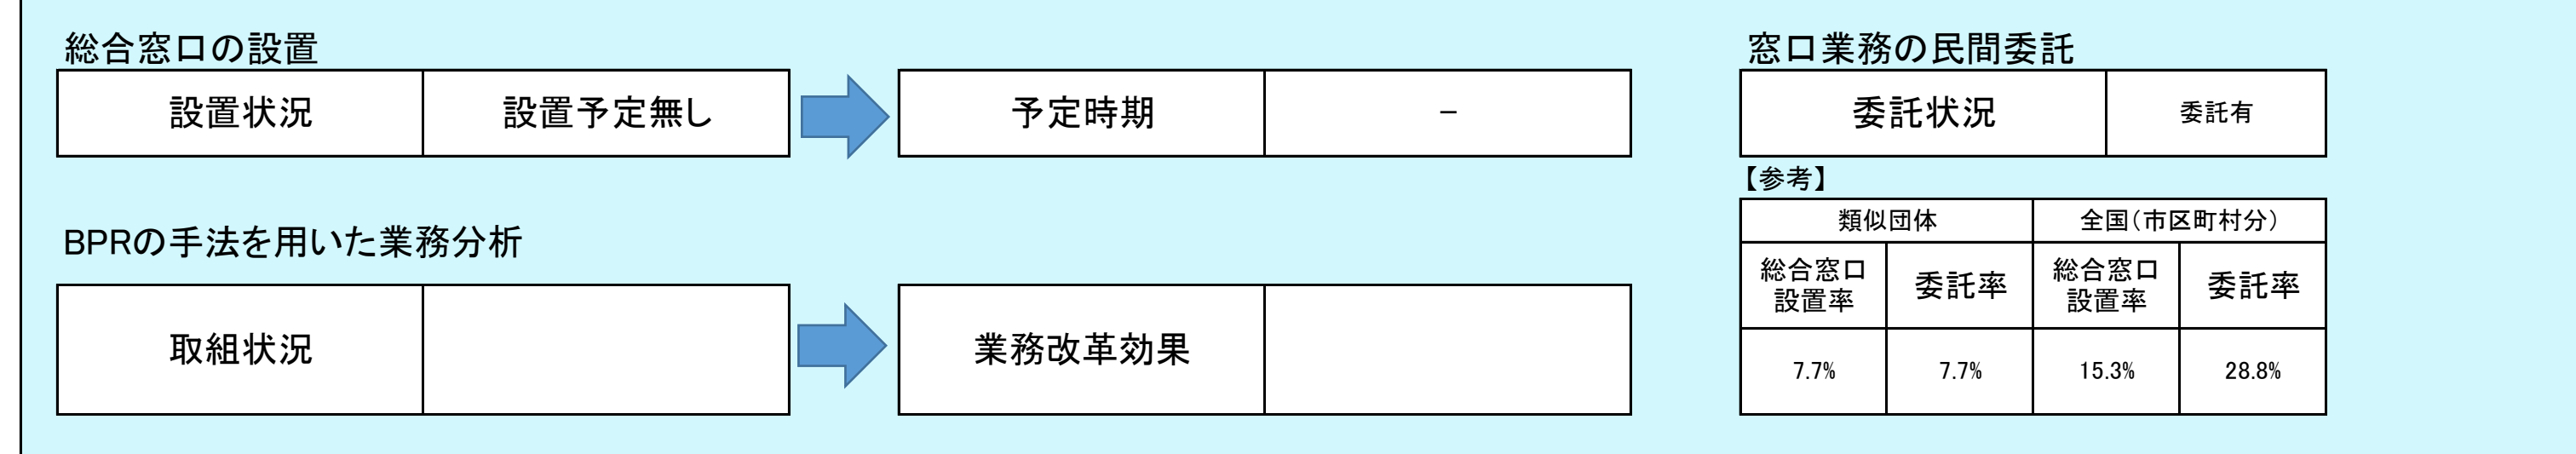 総合窓口の設置
設置状況 設置予定無し 予定時期 －
BPRの手法を用いた業務分析
取組状況 業務改革効果
窓口業務の民間委託
委託状況 委託有
【参考】
類似団体 全国（市区町村分）
総合窓口
設置率
委託率
総合窓口
設置率
委託率
7.7% 7.7% 15.3% 28.8%